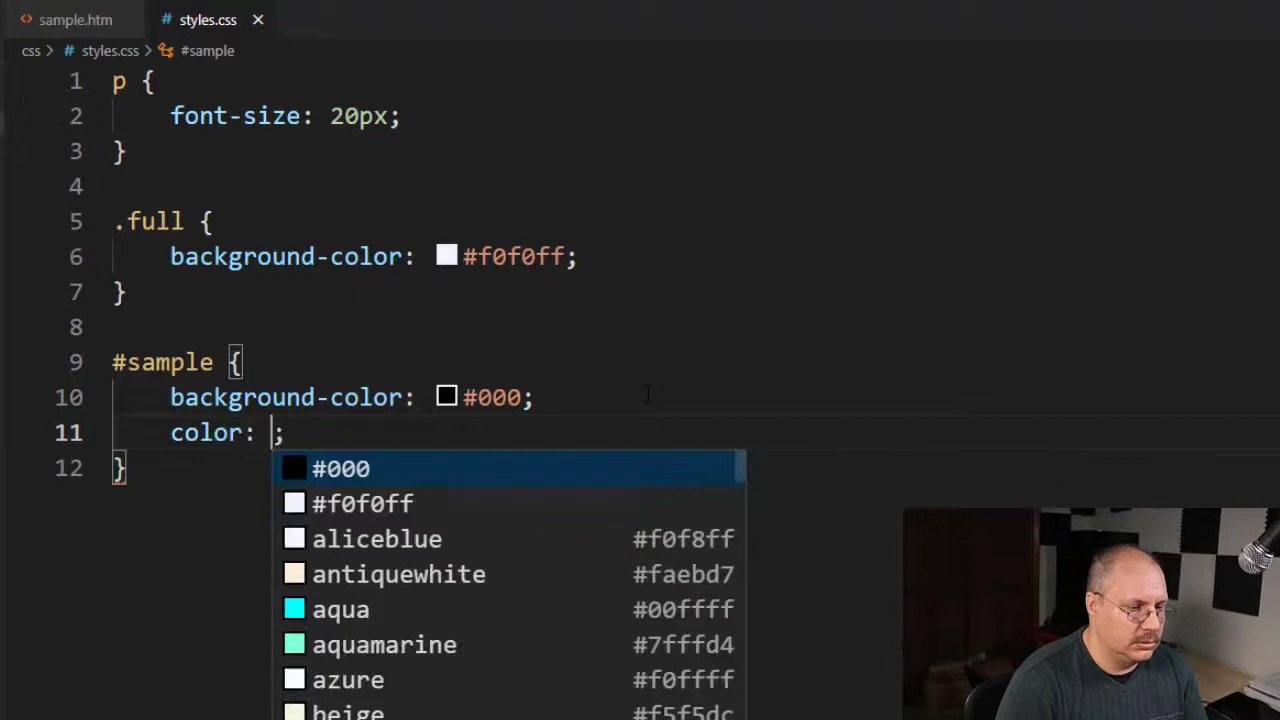 sample.htm # styles.css ×
css > # styles.css > #sample
1 p {
2 font-size: 20px;
3 }
4
5 .full {
6 background-color: #f0f0ff;
7 }
8
9 #sample {
10 background-color: #000;
11 color: ;
12 }
#000
#f0f0ff
aliceblue #f0f8ff
antiquewhite #faebd7
aqua #00ffff
aquamarine #7fffd4
azure #f0ffff
beige #f5f5dc